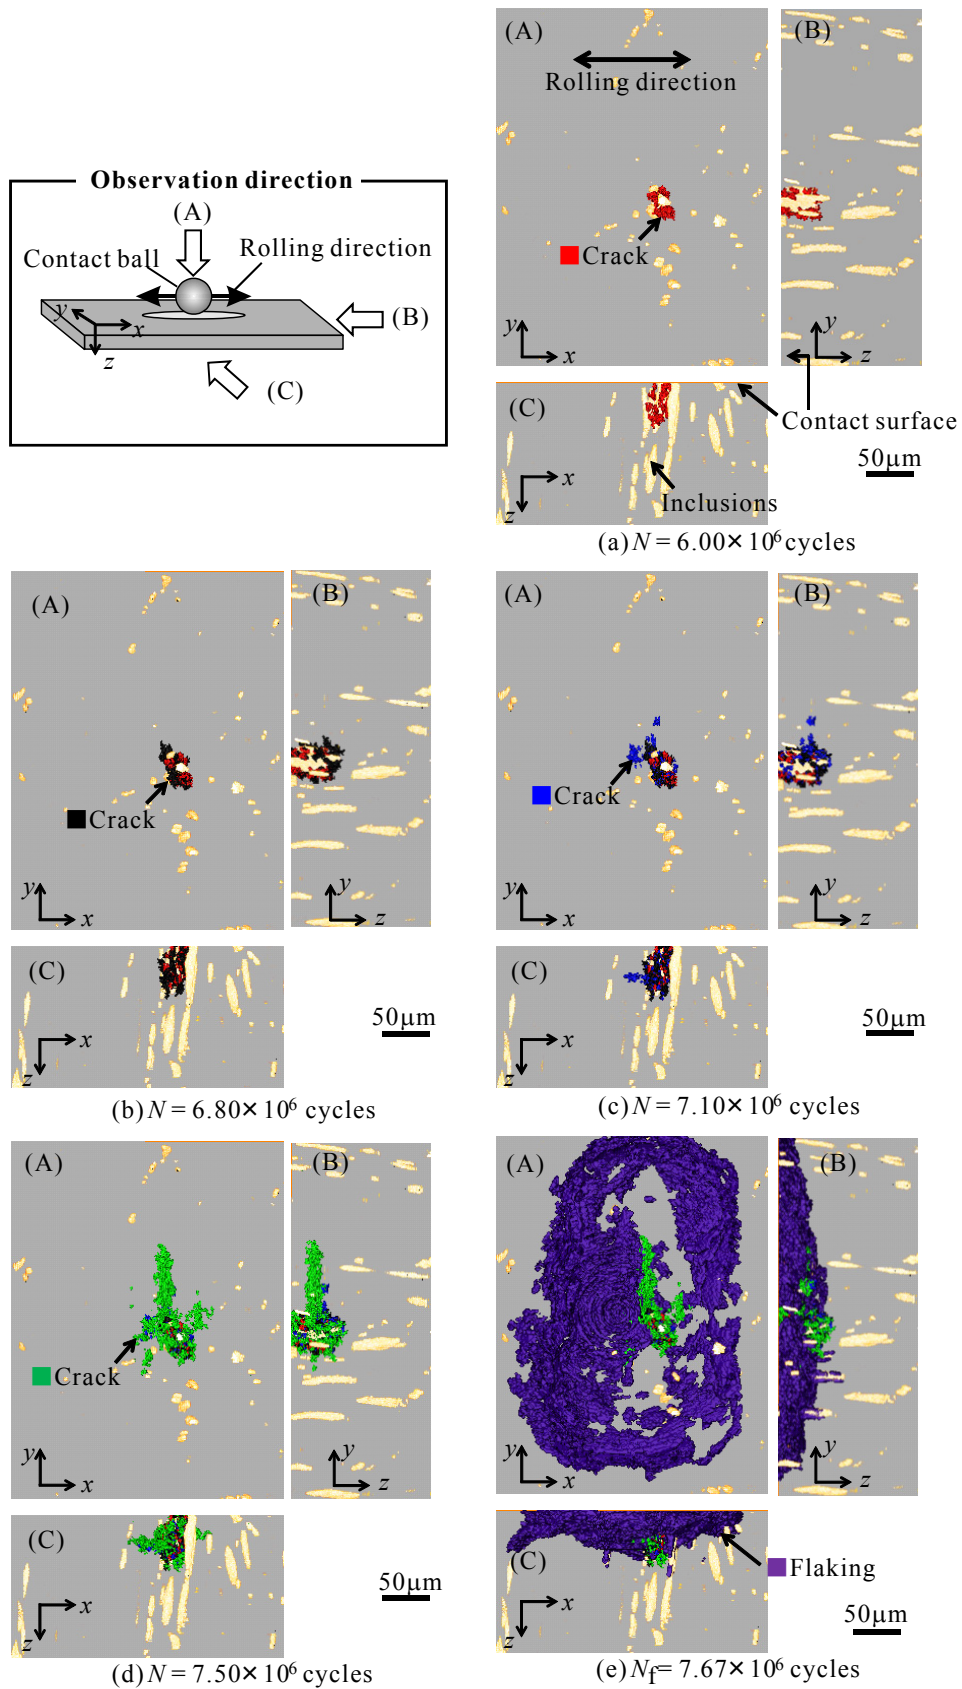 Observation direction
(A)
Contact ball
Rolling direction
(B)
(C)
y
x
z
(A)
Rolling direction
Crack
y
x
(B)
y
z
(C)
x
z
Contact surface
Inclusions
50μm
(a) N = 6.00× 10⁶ cycles
(A)
Crack
y
x
(B)
y
z
(C)
x
z
50μm
(b) N = 6.80× 10⁶ cycles
(A)
Crack
y
x
(B)
y
z
(C)
x
z
50μm
(c) N = 7.10× 10⁶ cycles
(A)
Crack
y
x
(B)
y
z
(C)
x
z
50μm
(d) N = 7.50× 10⁶ cycles
(A)
y
x
(B)
y
z
(C)
x
z
Flaking
50μm
(e) Nf= 7.67× 10⁶ cycles